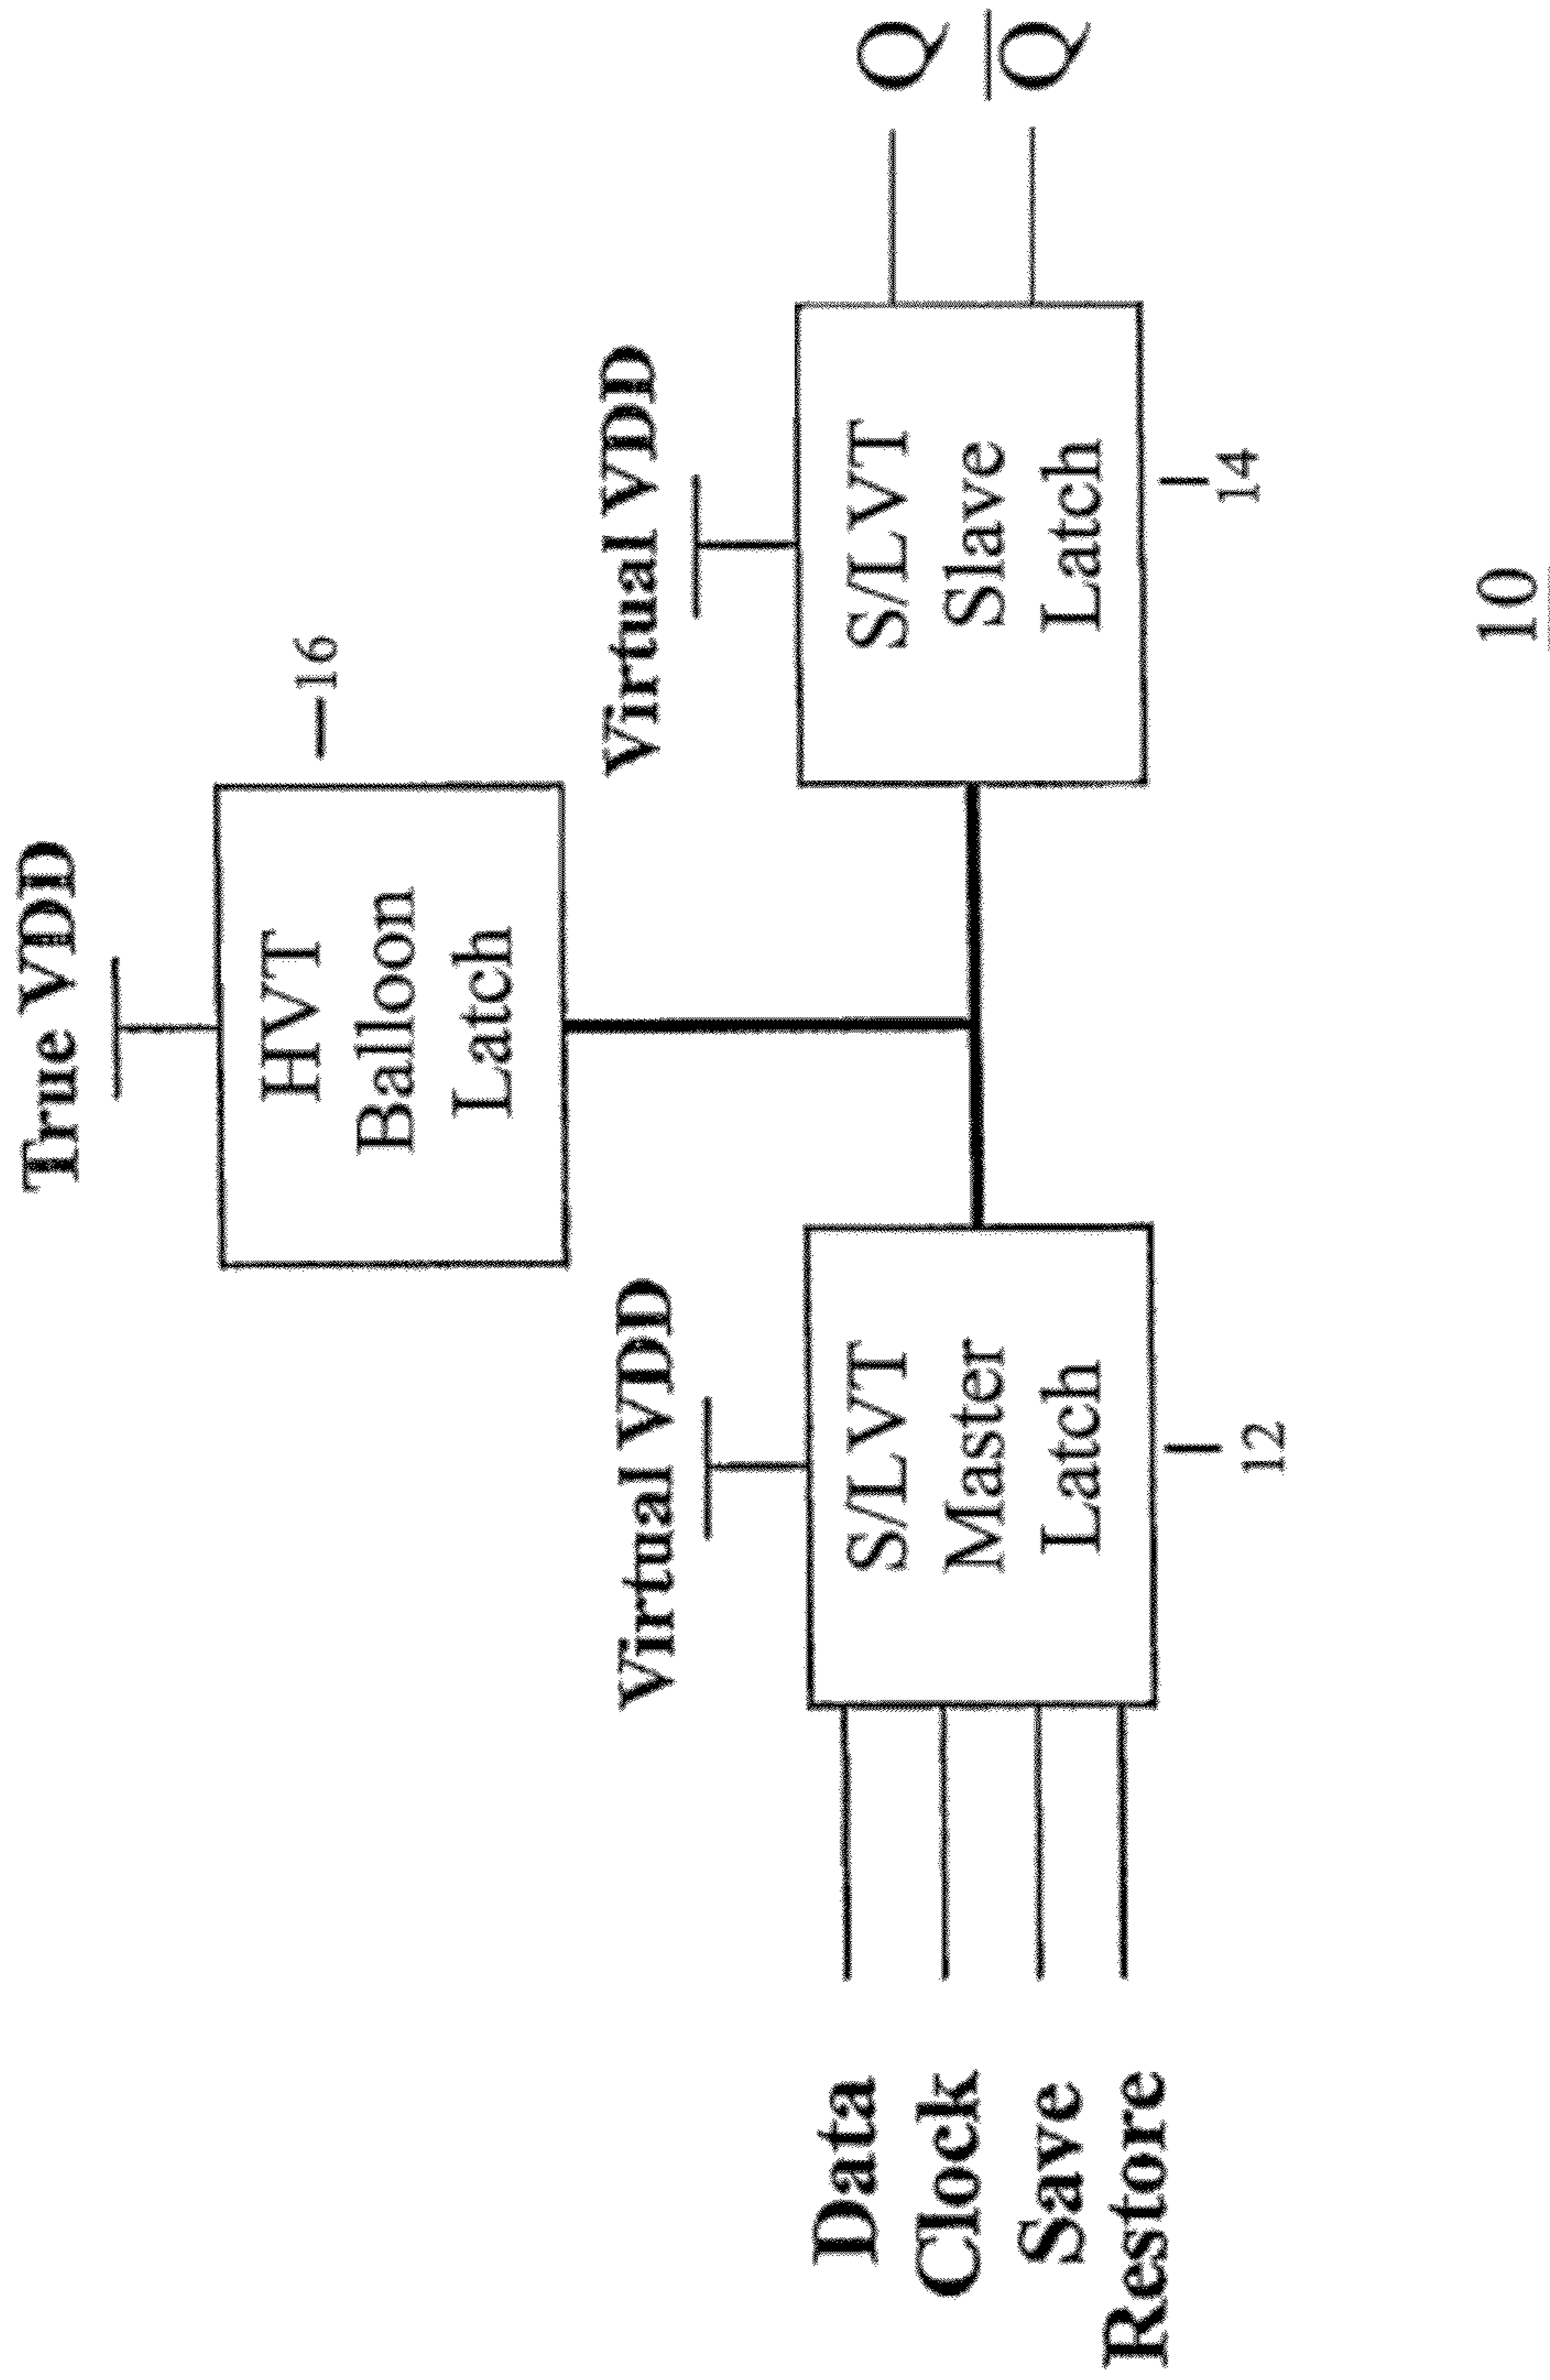 True VDD
HVT
Balloon
Latch
16
Virtual VDD
S/LVT
Master
Latch
12
Virtual VDD
S/LVT
Slave
Latch
14
Data
Clock
Save
Restore
Q
Q̅
10